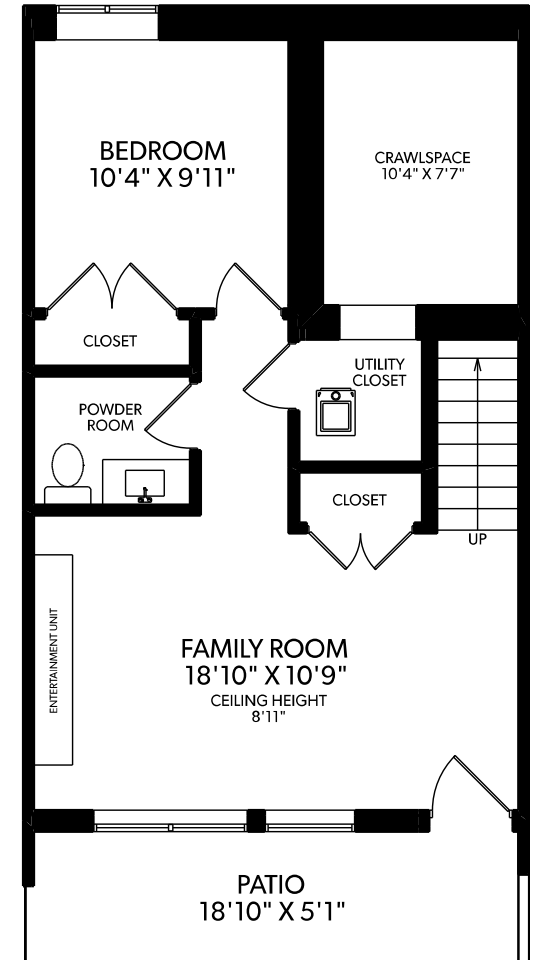 BEDROOM
10'4" X 9'11"
CRAWLSPACE
10'4" X 7'7"
CLOSET
UTILITY
CLOSET
POWDER
ROOM
CLOSET
UP
ENTERTAINMENT UNIT
FAMILY ROOM
18'10" X 10'9"
CEILING HEIGHT
8'11"
PATIO
18'10" X 5'1"